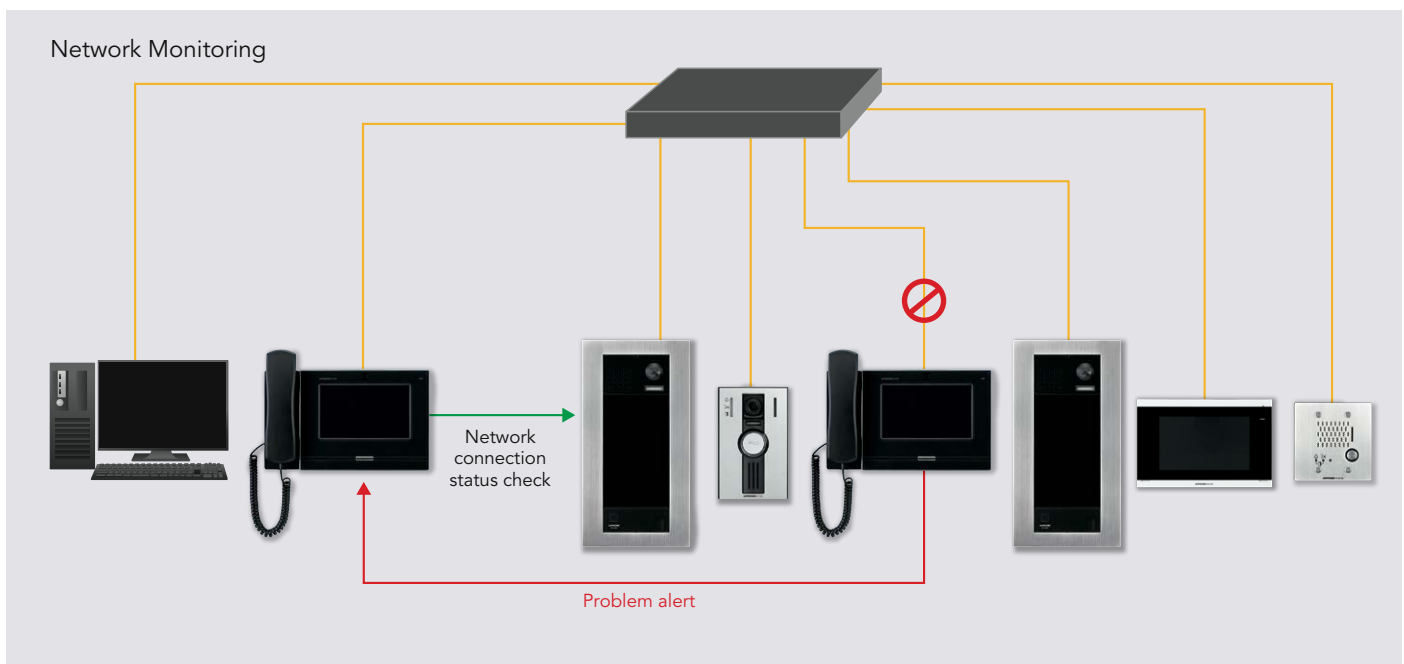 Network Monitoring
Network
connection
status check
Problem alert